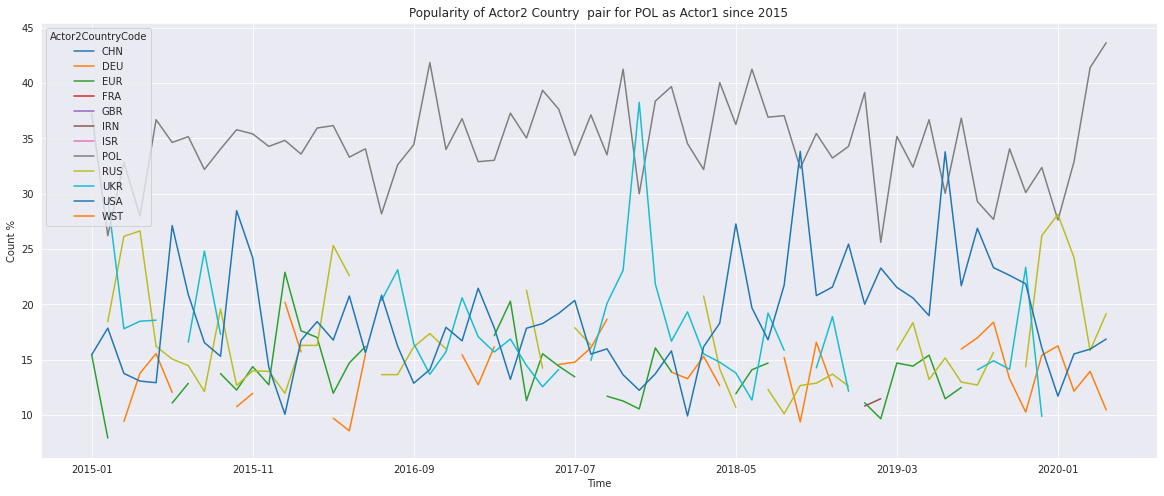 Popularity of Actor2 Country  pair for POL as Actor1 since 2015
Actor2CountryCode
CHN
DEU
EUR
FRA
GBR
IRN
ISR
POL
RUS
UKR
USA
WST
Count %
45
40
35
30
25
20
15
10
2015-01
2015-11
2016-09
2017-07
2018-05
2019-03
2020-01
Time